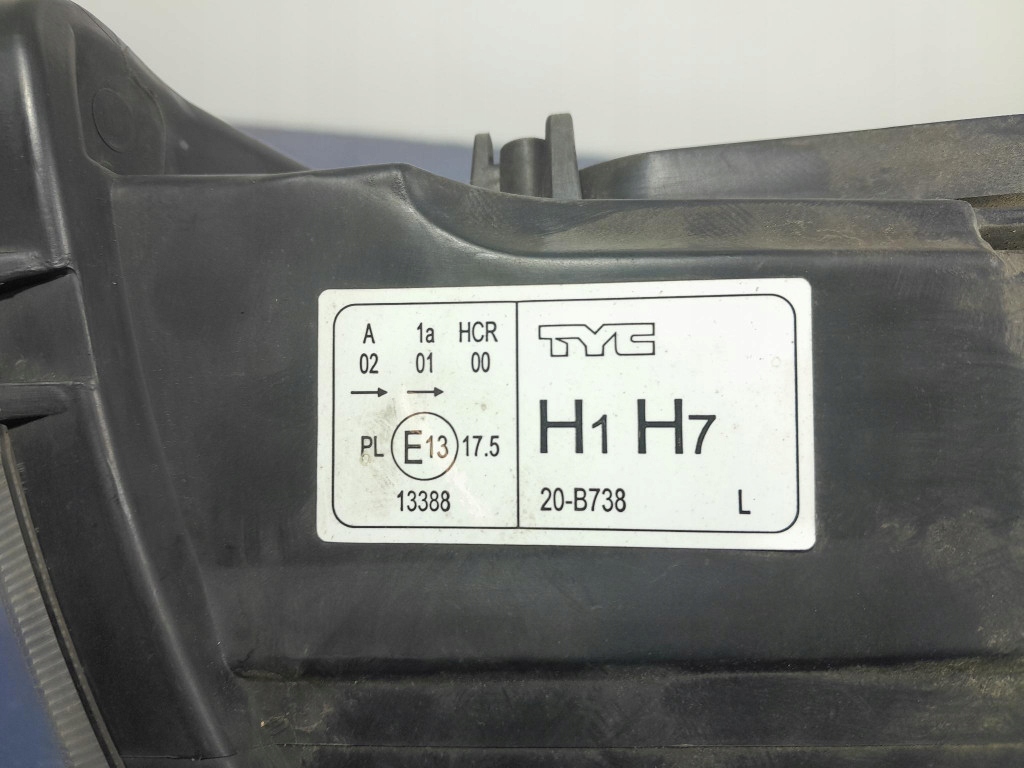 A 1a HCR
02 01 00
→ →
PL E13 17.5
13388
TYC
H1 H7
20-B738 L